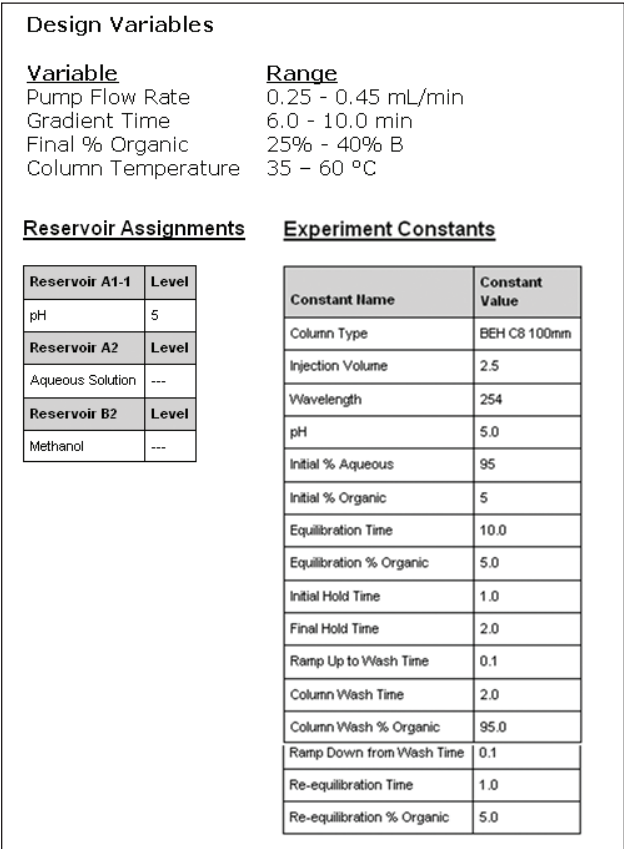 Design Variables
Variable Range
Pump Flow Rate 0.25 - 0.45 mL/min
Gradient Time 6.0 - 10.0 min
Final % Organic 25% - 40% B
Column Temperature 35 – 60 °C
Reservoir Assignments
Reservoir A1-1 Level
pH 5
Reservoir A2 Level
Aqueous Solution ---
Reservoir B2 Level
Methanol ---
Experiment Constants
Constant Name Constant Value
Column Type BEH C8 100mm
Injection Volume 2.5
Wavelength 254
pH 5.0
Initial % Aqueous 95
Initial % Organic 5
Equilibration Time 10.0
Equilibration % Organic 5.0
Initial Hold Time 1.0
Final Hold Time 2.0
Ramp Up to Wash Time 0.1
Column Wash Time 2.0
Column Wash % Organic 95.0
Ramp Down from Wash Time 0.1
Re-equilibration Time 1.0
Re-equilibration % Organic 5.0